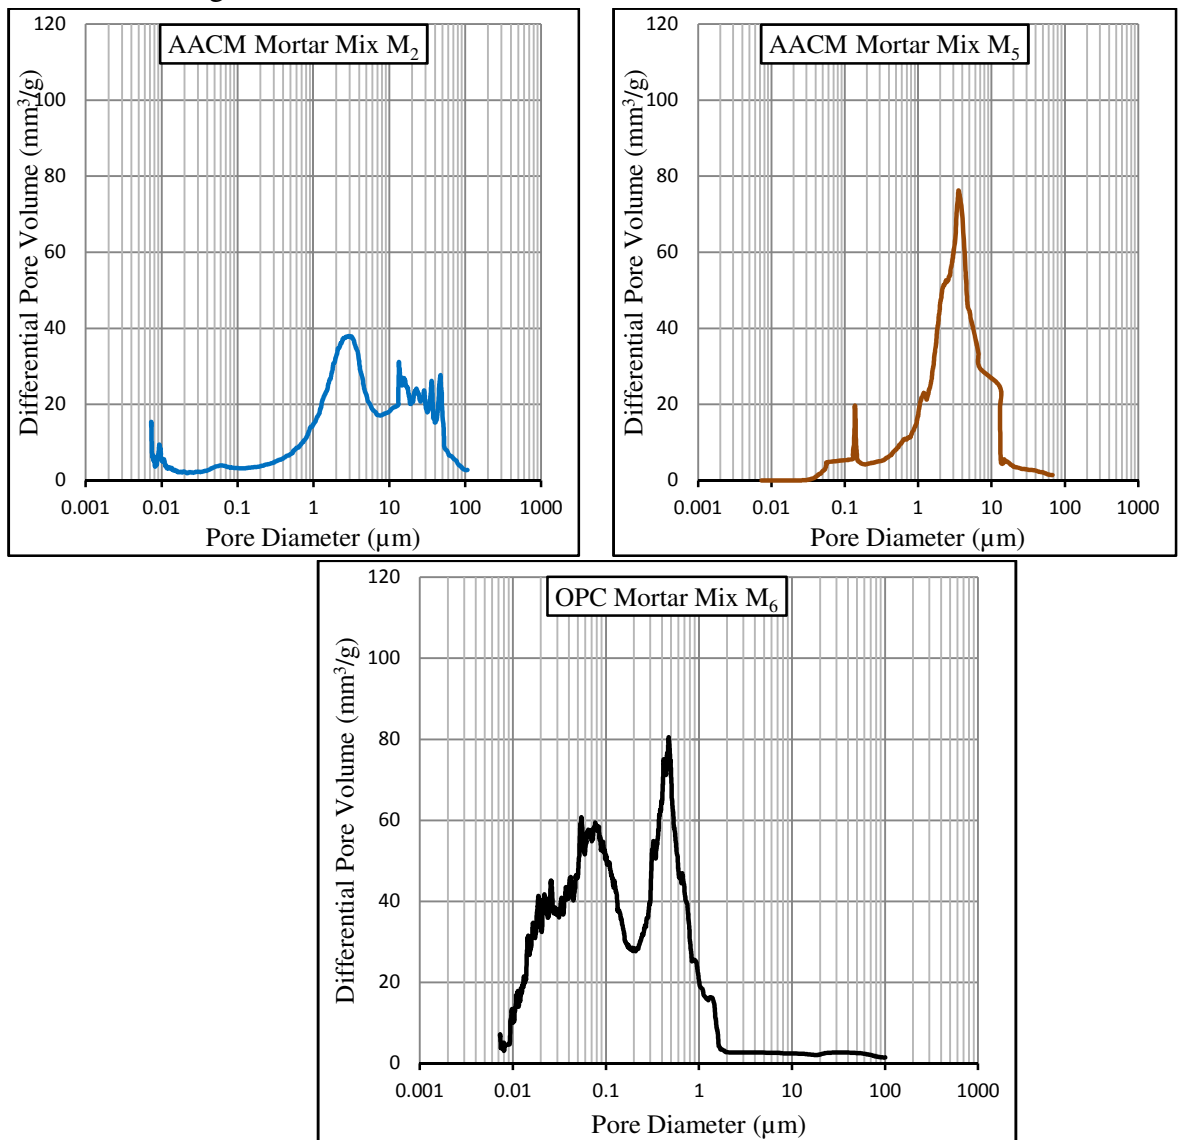 AACM Mortar Mix M₂
Differential Pore Volume (mm³/g)
120
100
80
60
40
20
0
0.001 0.01 0.1 1 10 100 1000
Pore Diameter (µm)
AACM Mortar Mix M₅
Differential Pore Volume (mm³/g)
120
100
80
60
40
20
0
0.001 0.01 0.1 1 10 100 1000
Pore Diameter (µm)
OPC Mortar Mix M₆
Differential Pore Volume (mm³/g)
120
100
80
60
40
20
0
0.001 0.01 0.1 1 10 100 1000
Pore Diameter (µm)